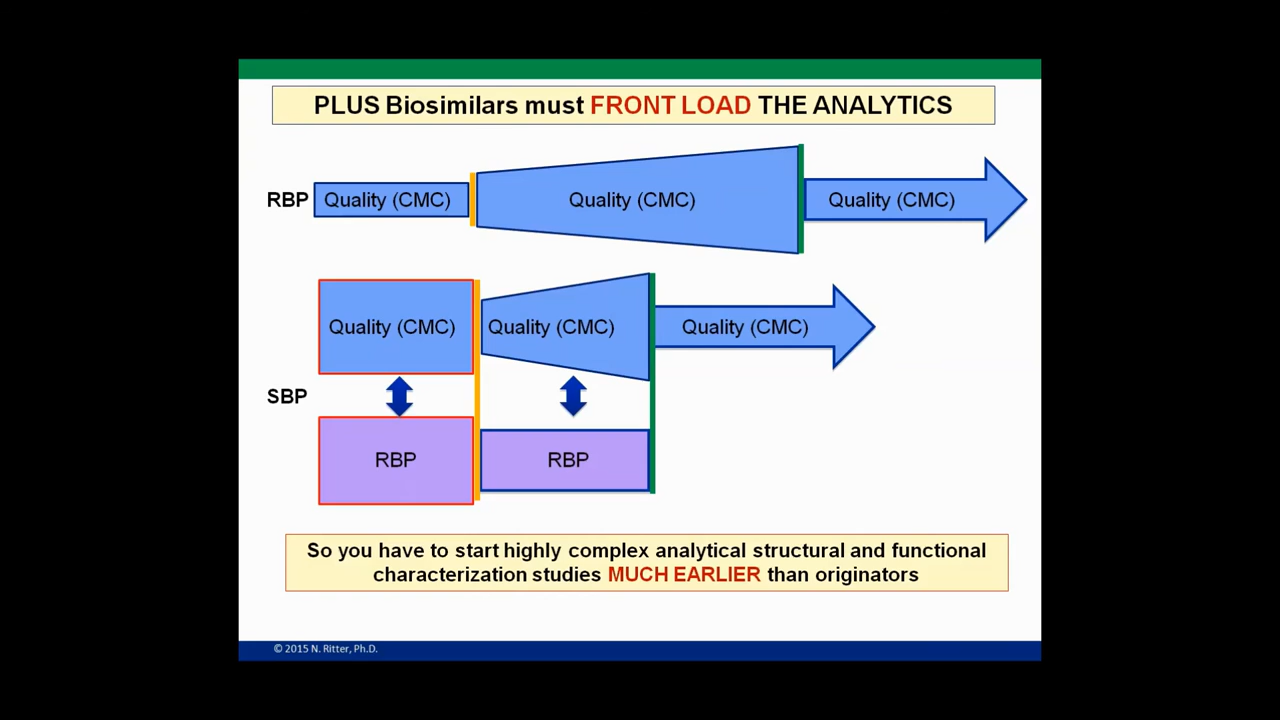 PLUS Biosimilars must FRONT LOAD THE ANALYTICS
RBP
Quality (CMC)
Quality (CMC)
Quality (CMC)
Quality (CMC)
Quality (CMC)
Quality (CMC)
SBP
RBP
RBP
So you have to start highly complex analytical structural and functional
characterization studies MUCH EARLIER than originators
© 2015 N. Ritter, Ph.D.